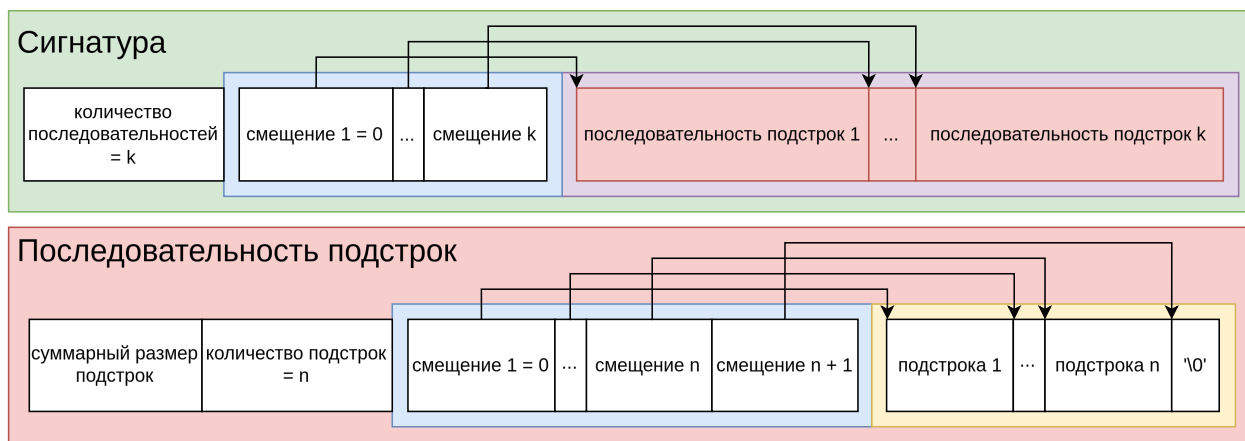 Сигнатура
количество
последовательностей
= k
смещение 1 = 0
...
смещение k
последовательность подстрок 1
...
последовательность подстрок k
Последовательность подстрок
суммарный размер
подстрок
количество подстрок
= n
смещение 1 = 0
...
смещение n
смещение n + 1
подстрока 1
...
подстрока n
'\0'